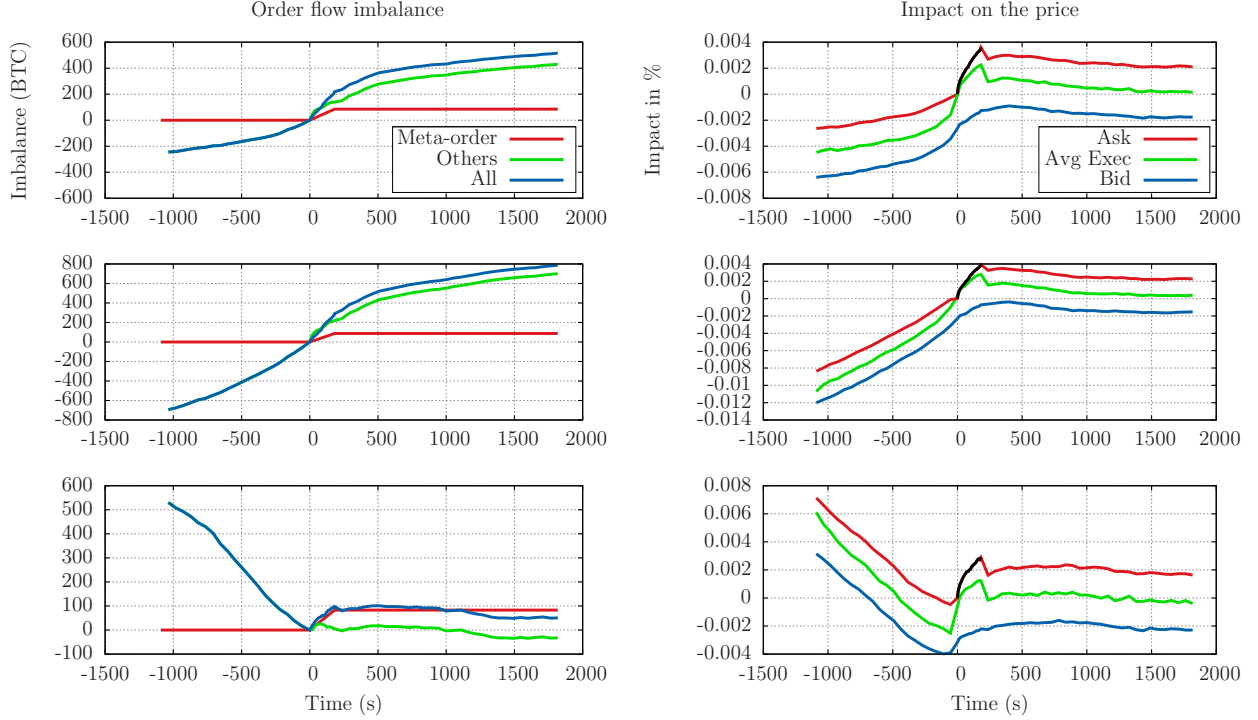 Order flow imbalance
Impact on the price
Imbalance (BTC)
600
400
200
0
-200
-400
-600
Meta-order
Others
All
-1500 -1000 -500 0 500 1000 1500 2000
Impact in %
0.004
0.002
0
-0.002
-0.004
-0.006
-0.008
Ask
Avg Exec
Bid
-1500 -1000 -500 0 500 1000 1500 2000
800
600
400
200
0
-200
-400
-600
-800
-1500 -1000 -500 0 500 1000 1500 2000
0.004
0.002
0
-0.002
-0.004
-0.006
-0.008
-0.01
-0.012
-0.014
-1500 -1000 -500 0 500 1000 1500 2000
600
500
400
300
200
100
0
-100
-1500 -1000 -500 0 500 1000 1500 2000
Time (s)
0.008
0.006
0.004
0.002
0
-0.002
-0.004
-1500 -1000 -500 0 500 1000 1500 2000
Time (s)